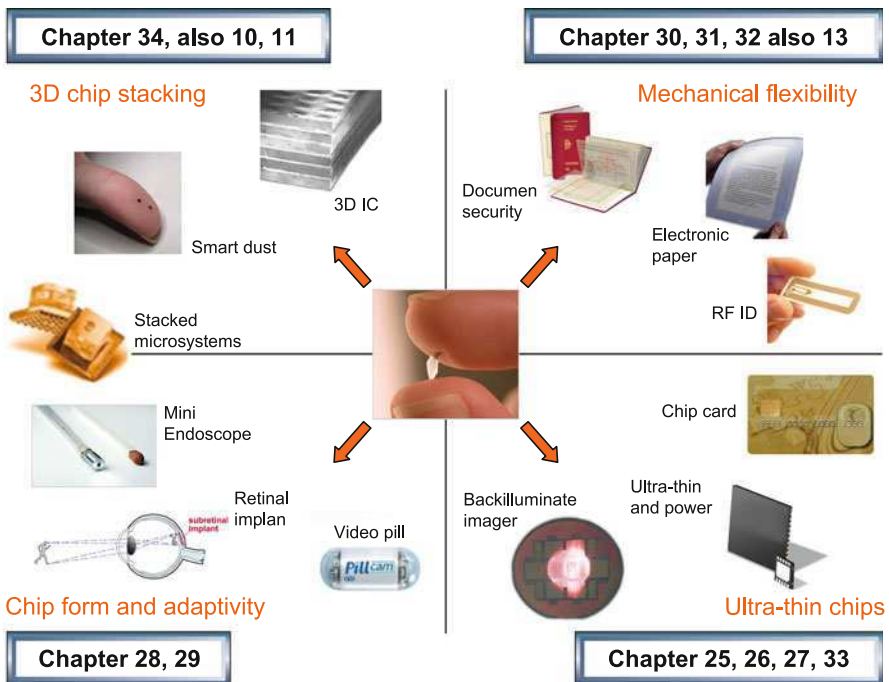 Chapter 34, also 10, 11
Chapter 30, 31, 32 also 13
3D chip stacking
Mechanical flexibility
3D IC
Smart dust
Stacked
microsystems
Documen
security
Electronic
paper
RF ID
Mini
Endoscope
Retinal
implan
subretinal
implant
Video pill
Pillcam
Chip card
Backilluminate
imager
Ultra-thin
and power
Chip form and adaptivity
Ultra-thin chips
Chapter 28, 29
Chapter 25, 26, 27, 33